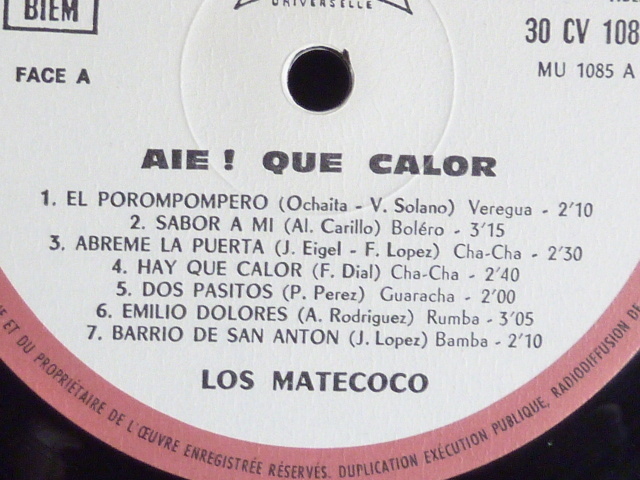 BIEM
UNIVERSELLE
30 CV 108
FACE A
MU 1085 A
AIE ! QUE CALOR
1. EL POROMPOMPERO (Ochaita - V. Solano) Veregua - 2'10
2. SABOR A MI (Al. Carillo) Boléro - 3'15
3. ABREME LA PUERTA (J. Eigel - F. Lopez) Cha-Cha - 2'30
4. HAY QUE CALOR (F. Dial) Cha-Cha - 2'40
5. DOS PASITOS (P. Perez) Guaracha - 2'00
6. EMILIO DOLORES (A. Rodriguez) Rumba - 3'05
7. BARRIO DE SAN ANTON (J. Lopez) Bamba - 2'10
LOS MATECOCO
ET DU PROPRIÉTAIRE DE L'ŒUVRE ENREGISTRÉE RÉSERVÉS. DUPLICATION EXÉCUTION PUBLIQUE, RADIODIFFUSION DE